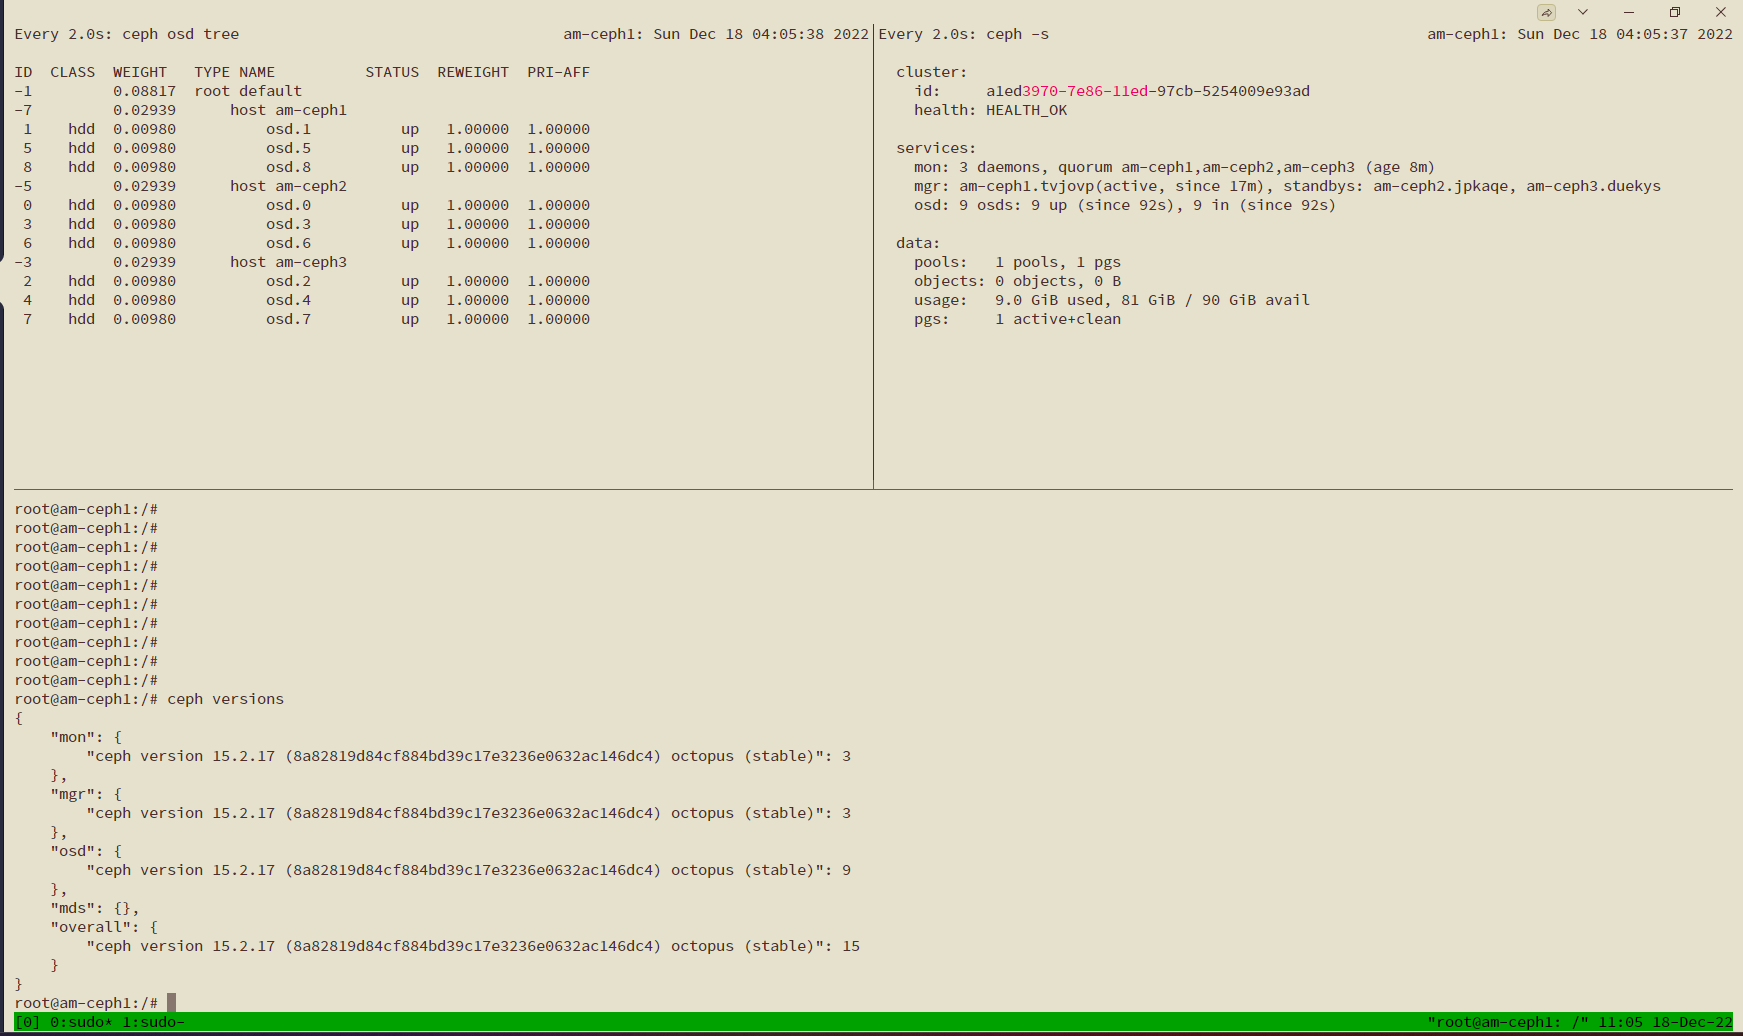 Every 2.0s: ceph osd tree                                    am-ceph1: Sun Dec 18 04:05:38 2022
ID  CLASS  WEIGHT   TYPE NAME          STATUS  REWEIGHT  PRI-AFF
-1         0.08817  root default
-7         0.02939      host am-ceph1
 1    hdd  0.00980          osd.1          up   1.00000  1.00000
 5    hdd  0.00980          osd.5          up   1.00000  1.00000
 8    hdd  0.00980          osd.8          up   1.00000  1.00000
-5         0.02939      host am-ceph2
 0    hdd  0.00980          osd.0          up   1.00000  1.00000
 3    hdd  0.00980          osd.3          up   1.00000  1.00000
 6    hdd  0.00980          osd.6          up   1.00000  1.00000
-3         0.02939      host am-ceph3
 2    hdd  0.00980          osd.2          up   1.00000  1.00000
 4    hdd  0.00980          osd.4          up   1.00000  1.00000
 7    hdd  0.00980          osd.7          up   1.00000  1.00000
Every 2.0s: ceph -s                                          am-ceph1: Sun Dec 18 04:05:37 2022
  cluster:
    id:     a1ed3970-7e86-11ed-97cb-5254009e93ad
    health: HEALTH_OK
  services:
    mon: 3 daemons, quorum am-ceph1,am-ceph2,am-ceph3 (age 8m)
    mgr: am-ceph1.tvjovp(active, since 17m), standbys: am-ceph2.jpkaqe, am-ceph3.duekys
    osd: 9 osds: 9 up (since 92s), 9 in (since 92s)
  data:
    pools:   1 pools, 1 pgs
    objects: 0 objects, 0 B
    usage:   9.0 GiB used, 81 GiB / 90 GiB avail
    pgs:     1 active+clean
root@am-ceph1:/#
root@am-ceph1:/#
root@am-ceph1:/#
root@am-ceph1:/#
root@am-ceph1:/#
root@am-ceph1:/#
root@am-ceph1:/#
root@am-ceph1:/#
root@am-ceph1:/#
root@am-ceph1:/#
root@am-ceph1:/# ceph versions
{
    "mon": {
        "ceph version 15.2.17 (8a82819d84cf884bd39c17e3236e0632ac146dc4) octopus (stable)": 3
    },
    "mgr": {
        "ceph version 15.2.17 (8a82819d84cf884bd39c17e3236e0632ac146dc4) octopus (stable)": 3
    },
    "osd": {
        "ceph version 15.2.17 (8a82819d84cf884bd39c17e3236e0632ac146dc4) octopus (stable)": 9
    },
    "mds": {},
    "overall": {
        "ceph version 15.2.17 (8a82819d84cf884bd39c17e3236e0632ac146dc4) octopus (stable)": 15
    }
}
root@am-ceph1:/#
[0] 0:sudo* 1:sudo-                                          "root@am-ceph1: /" 11:05 18-Dec-22